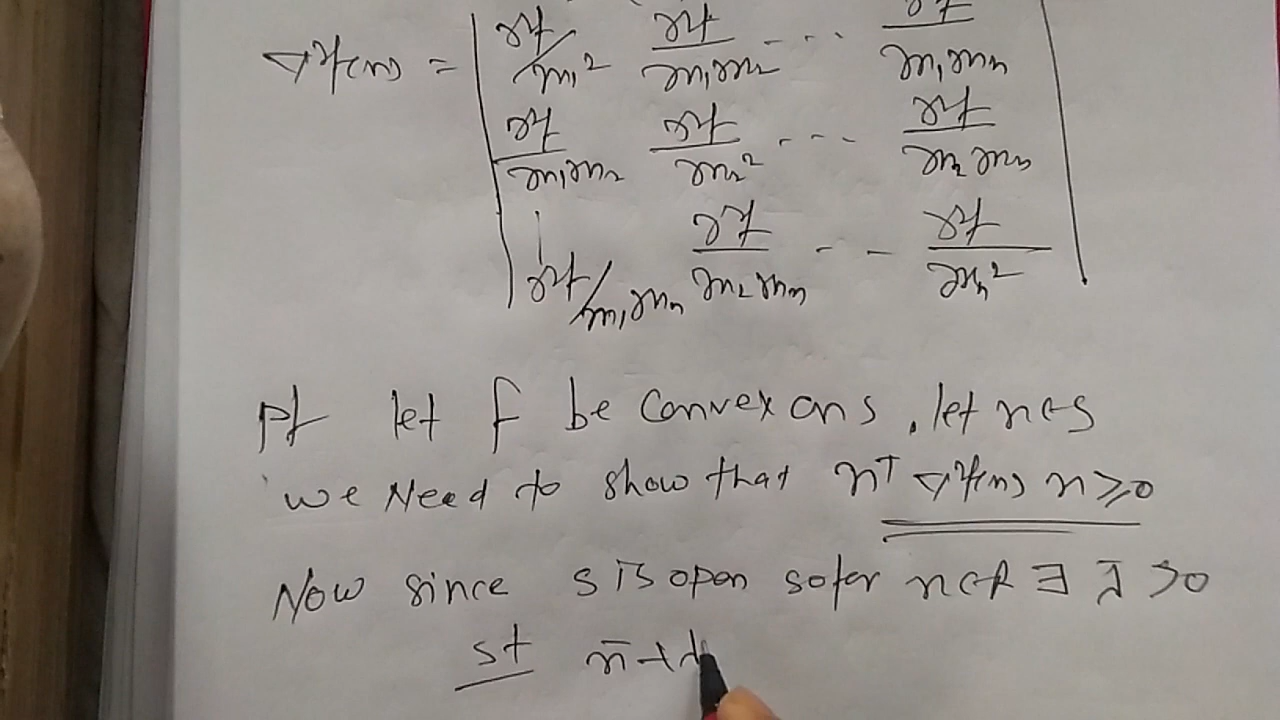 ∇²f(x) = | ∂²f/∂x₁² ∂²f/∂x₁∂x₂ --- ∂²f/∂x₁∂xₙ
∂²f/∂x₁∂x₂ ∂²f/∂x₂² --- ∂²f/∂x₂∂xₙ
∂²f/∂x₁∂xₙ ∂²f/∂x₂∂xₙ -- ∂²f/∂xₙ² |
Pf let f be convex on S, let x ∈ S
we Need to show that xᵀ ∇²f(x) x ≥ 0
Now since S is open so for x ∈ R ∃ λ̄ > 0
st x̄ + λ